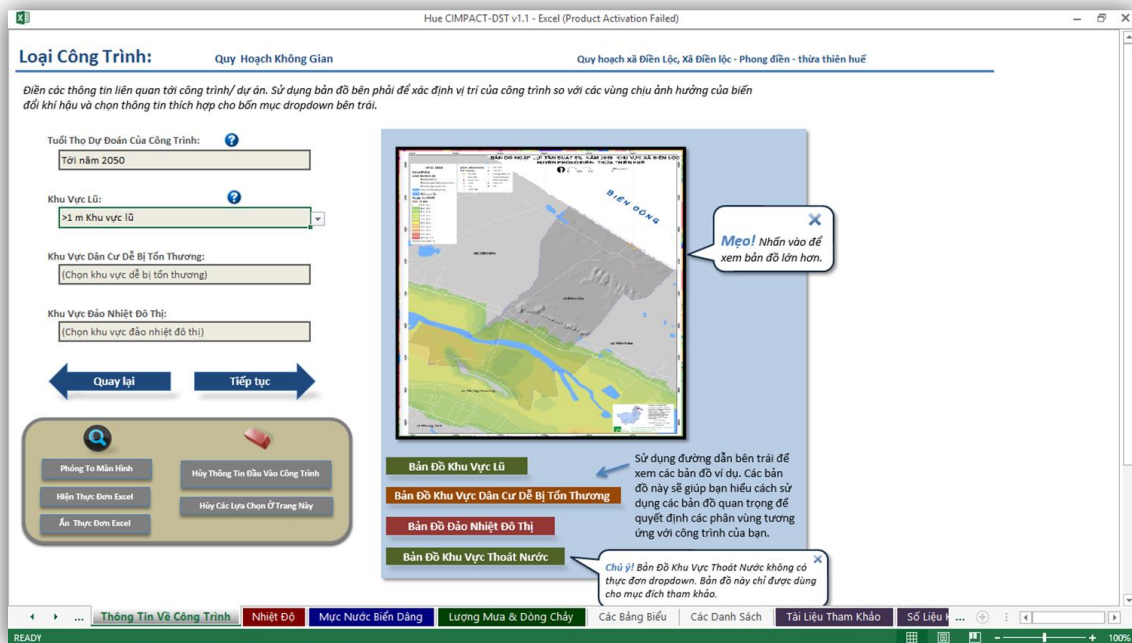 Hue CIMPACT-DST v1.1 - Excel (Product Activation Failed)
Loại Công Trình:
Quy Hoạch Không Gian
Quy hoạch xã Điền Lộc, Xã Điền lộc - Phong điền - thừa thiên huế
Điền các thông tin liên quan tới công trình/ dự án. Sử dụng bản đồ bên phải để xác định vị trí của công trình so với các vùng chịu ảnh hưởng của biến
đổi khí hậu và chọn thông tin thích hợp cho bốn mục dropdown bên trái.
Tuổi Thọ Dự Đoán Của Công Trình:
Tới năm 2050
Khu Vực Lũ:
>1 m Khu vực lũ
Khu Vực Dân Cư Dễ Bị Tổn Thương:
(Chọn khu vực dễ bị tổn thương)
Khu Vực Đảo Nhiệt Đô Thị:
(Chọn khu vực đảo nhiệt đô thị)
Quay lại
Tiếp tục
Phóng To Màn Hình
Hiện Thực Đơn Excel
Ẩn Thực Đơn Excel
Hủy Thông Tin Đầu Vào Công Trình
Hủy Các Lựa Chọn Ở Trang Này
BIỂN ĐÔNG
Mẹo! Nhấn vào để
xem bản đồ lớn hơn.
Bản Đồ Khu Vực Lũ
Bản Đồ Khu Vực Dân Cư Dễ Bị Tổn Thương
Bản Đồ Đảo Nhiệt Đô Thị
Bản Đồ Khu Vực Thoát Nước
Sử dụng đường dẫn bên trái để
xem các bản đồ ví dụ. Các bản
đồ này sẽ giúp bạn hiểu cách sử
dụng các bản đồ quan trọng để
quyết định các phân vùng tương
ứng với công trình của bạn.
Chú ý! Bản Đồ Khu Vực Thoát Nước không có
thực đơn dropdown. Bản đồ này chỉ được dùng
cho mục đích tham khảo.
... Thông Tin Về Công Trình Nhiệt Độ Mực Nước Biển Dâng Lượng Mưa & Dòng Chảy Các Bảng Biểu Các Danh Sách Tài Liệu Tham Khảo Số Liệu ...
READY
100%